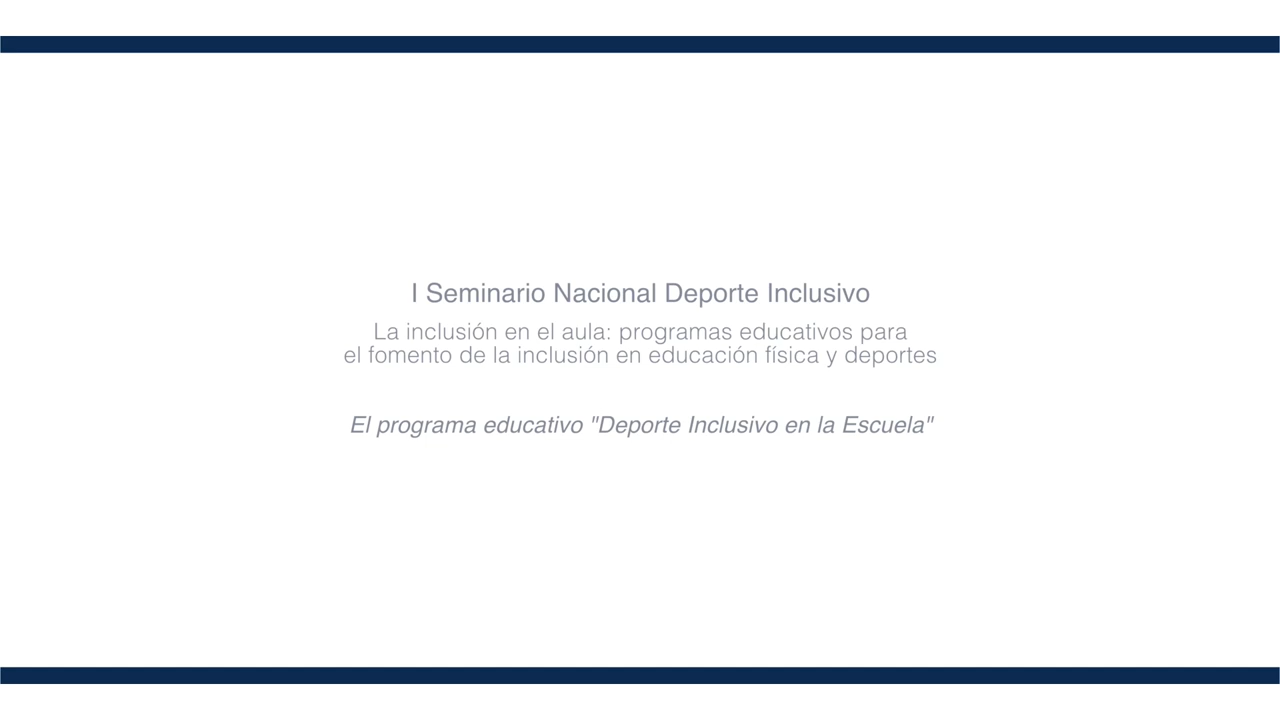 I Seminario Nacional Deporte Inclusivo
La inclusión en el aula: programas educativos para
el fomento de la inclusión en educación física y deportes
El programa educativo "Deporte Inclusivo en la Escuela"